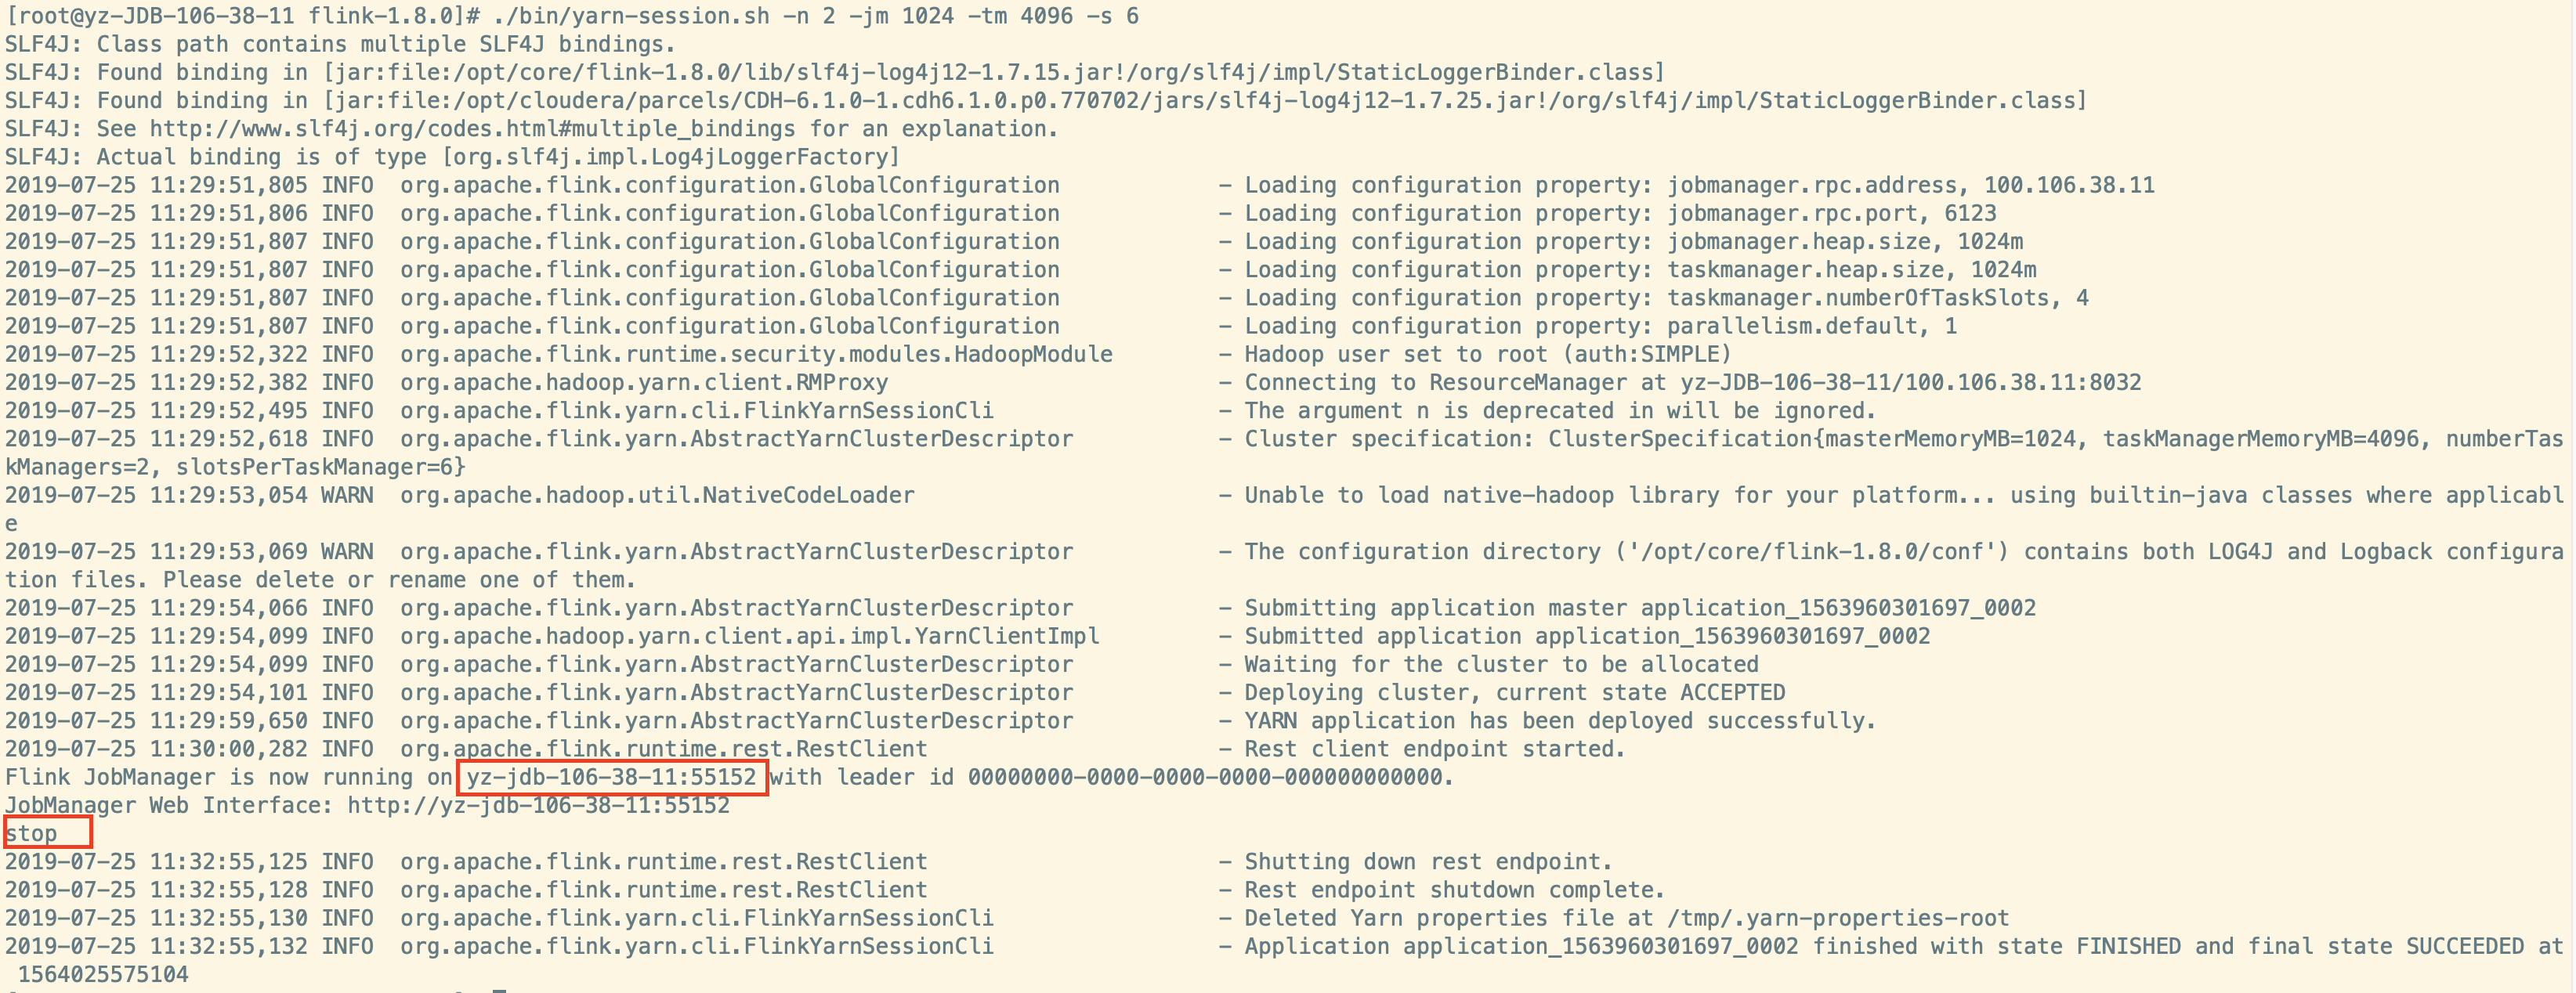 [root@yz-JDB-106-38-11 flink-1.8.0]# ./bin/yarn-session.sh -n 2 -jm 1024 -tm 4096 -s 6
SLF4J: Class path contains multiple SLF4J bindings.
SLF4J: Found binding in [jar:file:/opt/core/flink-1.8.0/lib/slf4j-log4j12-1.7.15.jar!/org/slf4j/impl/StaticLoggerBinder.class]
SLF4J: Found binding in [jar:file:/opt/cloudera/parcels/CDH-6.1.0-1.cdh6.1.0.p0.770702/jars/slf4j-log4j12-1.7.25.jar!/org/slf4j/impl/StaticLoggerBinder.class]
SLF4J: See http://www.slf4j.org/codes.html#multiple_bindings for an explanation.
SLF4J: Actual binding is of type [org.slf4j.impl.Log4jLoggerFactory]
2019-07-25 11:29:51,805 INFO  org.apache.flink.configuration.GlobalConfiguration            - Loading configuration property: jobmanager.rpc.address, 100.106.38.11
2019-07-25 11:29:51,806 INFO  org.apache.flink.configuration.GlobalConfiguration            - Loading configuration property: jobmanager.rpc.port, 6123
2019-07-25 11:29:51,807 INFO  org.apache.flink.configuration.GlobalConfiguration            - Loading configuration property: jobmanager.heap.size, 1024m
2019-07-25 11:29:51,807 INFO  org.apache.flink.configuration.GlobalConfiguration            - Loading configuration property: taskmanager.heap.size, 1024m
2019-07-25 11:29:51,807 INFO  org.apache.flink.configuration.GlobalConfiguration            - Loading configuration property: taskmanager.numberOfTaskSlots, 4
2019-07-25 11:29:51,807 INFO  org.apache.flink.configuration.GlobalConfiguration            - Loading configuration property: parallelism.default, 1
2019-07-25 11:29:52,322 INFO  org.apache.flink.runtime.security.modules.HadoopModule        - Hadoop user set to root (auth:SIMPLE)
2019-07-25 11:29:52,382 INFO  org.apache.hadoop.yarn.client.RMProxy                         - Connecting to ResourceManager at yz-JDB-106-38-11/100.106.38.11:8032
2019-07-25 11:29:52,495 INFO  org.apache.flink.yarn.cli.FlinkYarnSessionCli                 - The argument n is deprecated in will be ignored.
2019-07-25 11:29:52,618 INFO  org.apache.flink.yarn.AbstractYarnClusterDescriptor           - Cluster specification: ClusterSpecification{masterMemoryMB=1024, taskManagerMemoryMB=4096, numberTas
kManagers=2, slotsPerTaskManager=6}
2019-07-25 11:29:53,054 WARN  org.apache.hadoop.util.NativeCodeLoader                       - Unable to load native-hadoop library for your platform... using builtin-java classes where applicabl
e
2019-07-25 11:29:53,069 WARN  org.apache.flink.yarn.AbstractYarnClusterDescriptor           - The configuration directory ('/opt/core/flink-1.8.0/conf') contains both LOG4J and Logback configura
tion files. Please delete or rename one of them.
2019-07-25 11:29:54,066 INFO  org.apache.flink.yarn.AbstractYarnClusterDescriptor           - Submitting application master application_1563960301697_0002
2019-07-25 11:29:54,099 INFO  org.apache.hadoop.yarn.client.api.impl.YarnClientImpl         - Submitted application application_1563960301697_0002
2019-07-25 11:29:54,099 INFO  org.apache.flink.yarn.AbstractYarnClusterDescriptor           - Waiting for the cluster to be allocated
2019-07-25 11:29:54,101 INFO  org.apache.flink.yarn.AbstractYarnClusterDescriptor           - Deploying cluster, current state ACCEPTED
2019-07-25 11:29:59,650 INFO  org.apache.flink.yarn.AbstractYarnClusterDescriptor           - YARN application has been deployed successfully.
2019-07-25 11:30:00,282 INFO  org.apache.flink.runtime.rest.RestClient                      - Rest client endpoint started.
Flink JobManager is now running on yz-jdb-106-38-11:55152 with leader id 00000000-0000-0000-0000-000000000000.
JobManager Web Interface: http://yz-jdb-106-38-11:55152
stop
2019-07-25 11:32:55,125 INFO  org.apache.flink.runtime.rest.RestClient                      - Shutting down rest endpoint.
2019-07-25 11:32:55,128 INFO  org.apache.flink.runtime.rest.RestClient                      - Rest endpoint shutdown complete.
2019-07-25 11:32:55,130 INFO  org.apache.flink.yarn.cli.FlinkYarnSessionCli                 - Deleted Yarn properties file at /tmp/.yarn-properties-root
2019-07-25 11:32:55,132 INFO  org.apache.flink.yarn.cli.FlinkYarnSessionCli                 - Application application_1563960301697_0002 finished with state FINISHED and final state SUCCEEDED at
 1564025575104